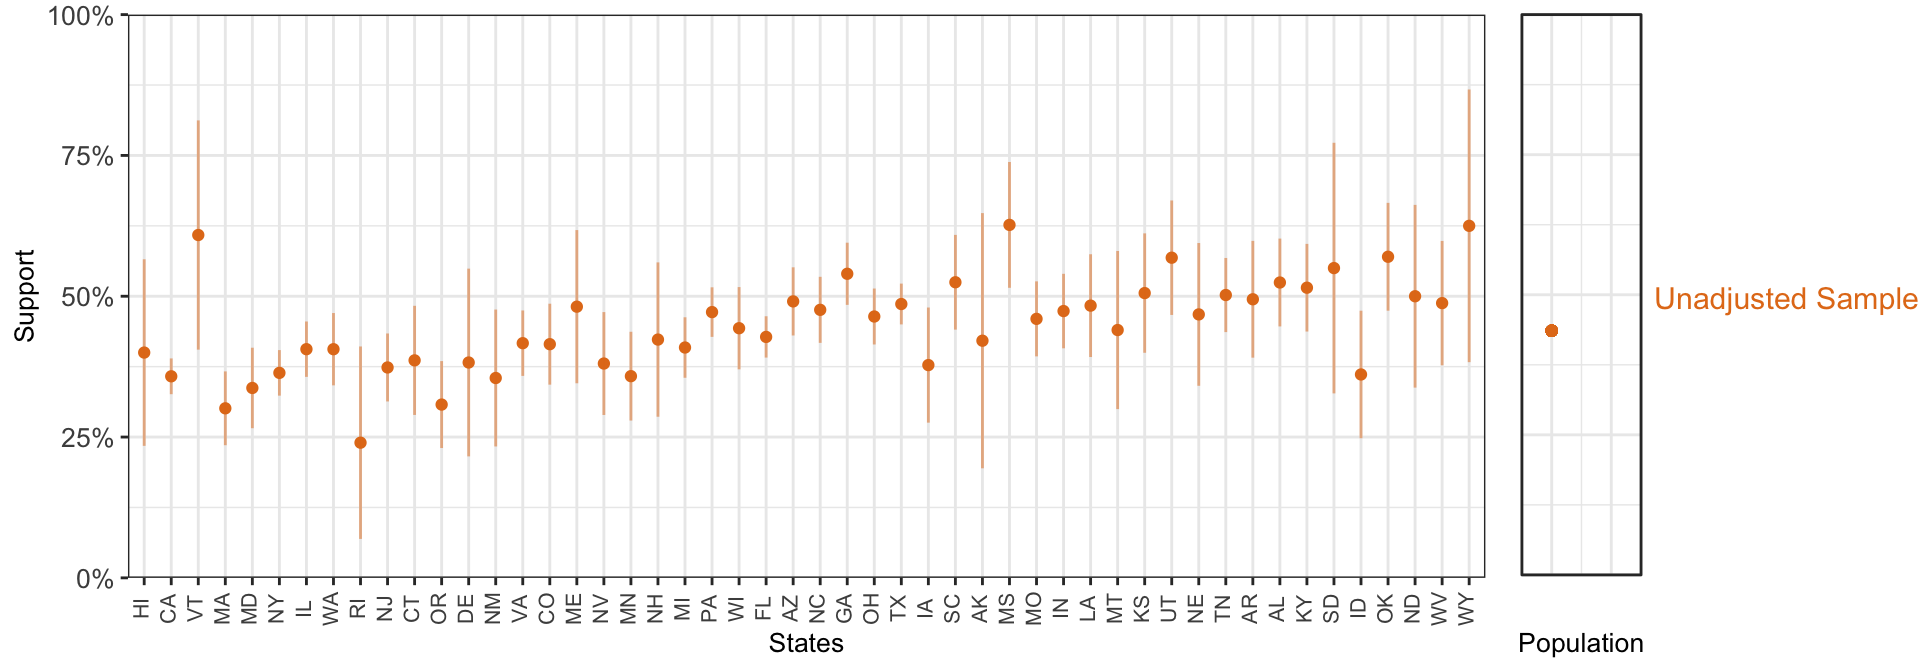 100%
75%
50%
25%
0%
Support
HI CA VT MA MD NY IL WA RI NJ CT OR DE NM VA CO ME NV MN NH MI PA WI FL AZ NC GA OH TX IA SC AK MS MO IN LA MT KS UT NE TN AR AL KY SD ID OK ND WV WY
States
Population
Unadjusted Sample